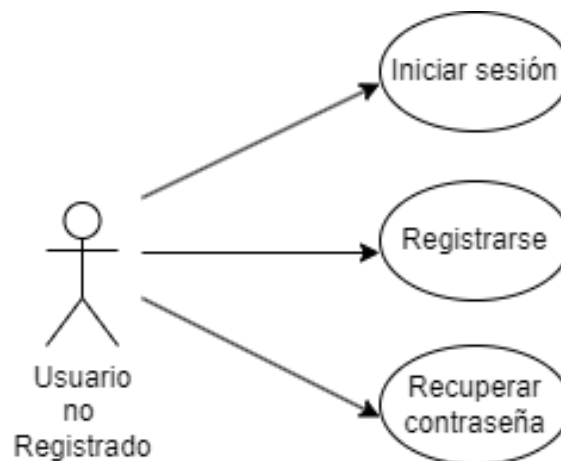 Iniciar sesión
Registrarse
Usuario
no
Registrado
Recuperar
contraseña